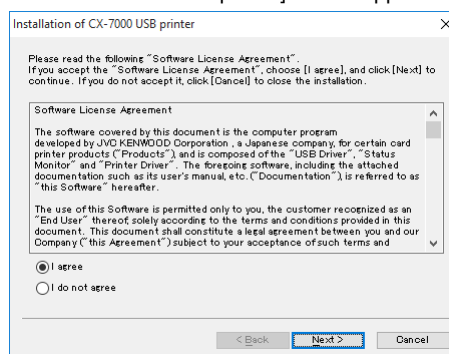 Installation of CX-7000 USB printer
Please read the following "Software License Agreement".
If you accept the "Software License Agreement", choose [I agree], and click [Next] to
continue. If you do not accept it, click [Cancel] to close the installation.
Software License Agreement
The software covered by this document is the computer program
developed by JVC KENWOOD Corporation , a Japanese company, for certain card
printer products ("Products"), and is composed of the "USB Driver", "Status
Monitor" and "Printer Driver". The foregoing software, including the attached
documentation such as its user's manual, etc. ("Documentation"), is referred to as
"this Software" hereafter.
The use of this Software is permitted only to you, the customer recognized as an
"End User" thereof, solely according to the terms and conditions provided in this
document. This document shall constitute a legal agreement between you and our
Company ("this Agreement") subject to your acceptance of such terms and
I agree
I do not agree
< Back Next > Cancel